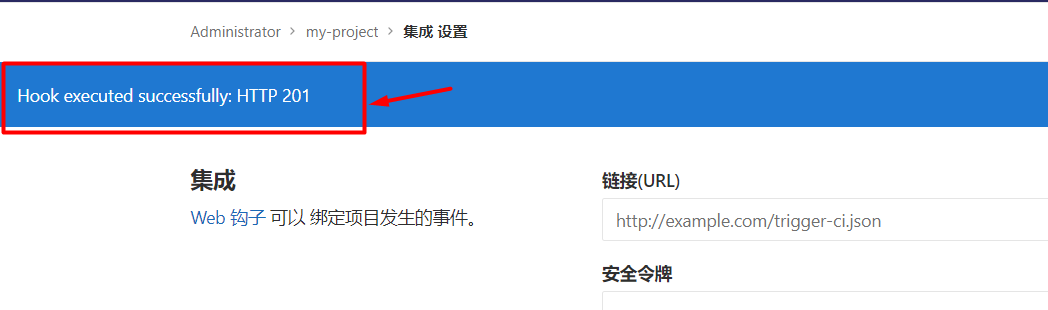 Administrator > my-project > 集成 设置
Hook executed successfully: HTTP 201
集成
Web 钩子 可以 绑定项目发生的事件。
链接(URL)
http://example.com/trigger-ci.json
安全令牌